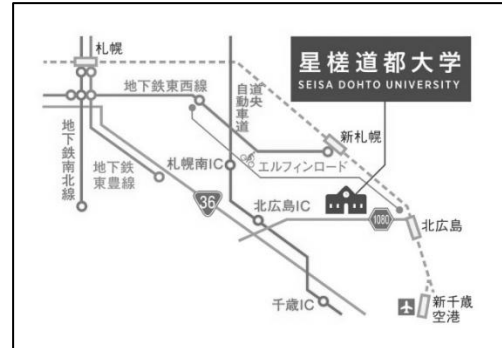 札幌
星槎道都大学
SEISA DOHTO UNIVERSITY
地下鉄東西線
道央
自動車道
新札幌
地下鉄南北線
地下鉄
東豊線
札幌南IC
エルフィンロード
36
北広島IC
1080
北広島
千歳IC
新千歳
空港